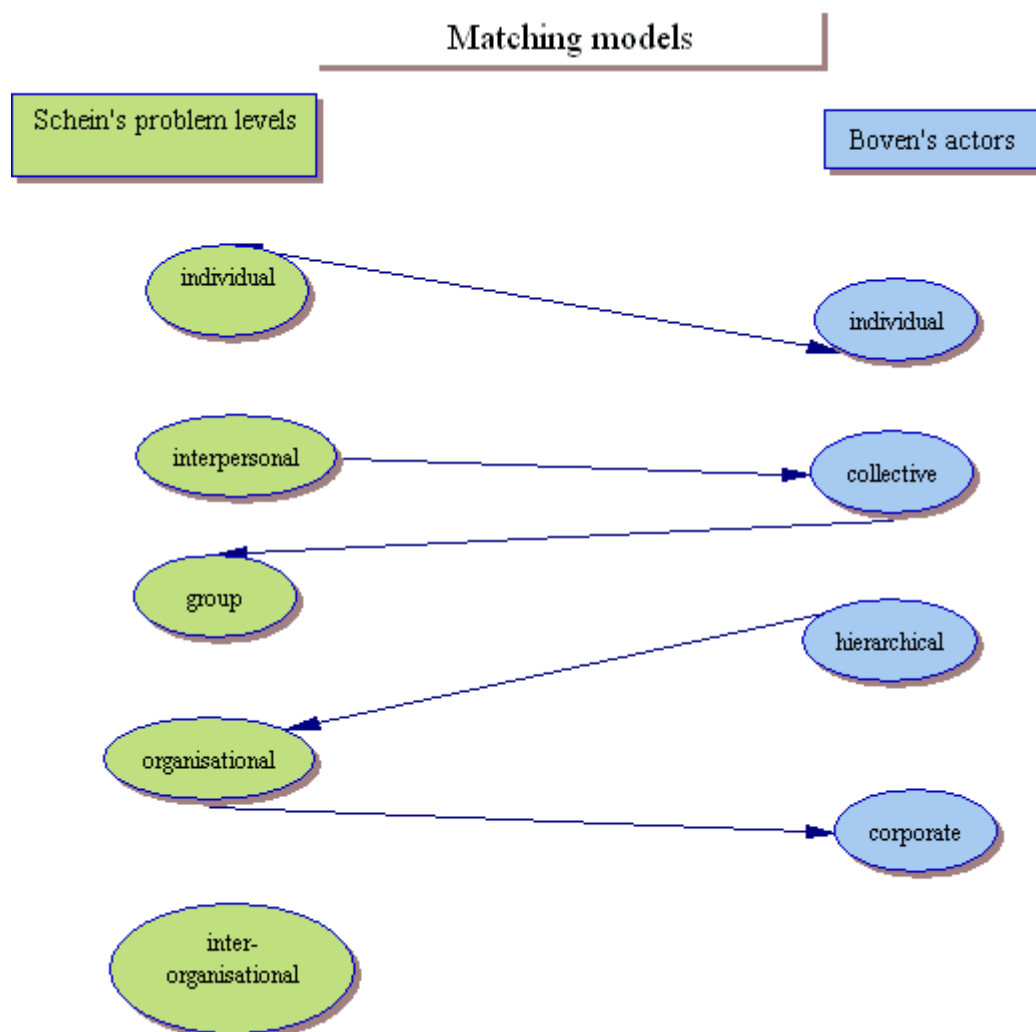 Matching models
Schein's problem levels
Boven's actors
individual
individual
interpersonal
collective
group
hierarchical
organisational
corporate
inter-
organisational